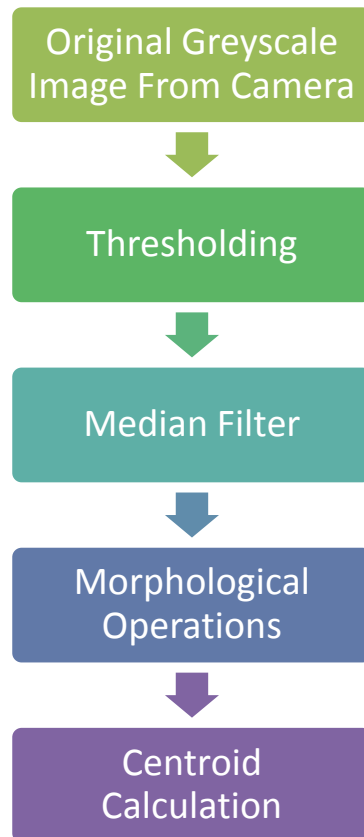 Original Greyscale
Image From Camera
Thresholding
Median Filter
Morphological
Operations
Centroid
Calculation